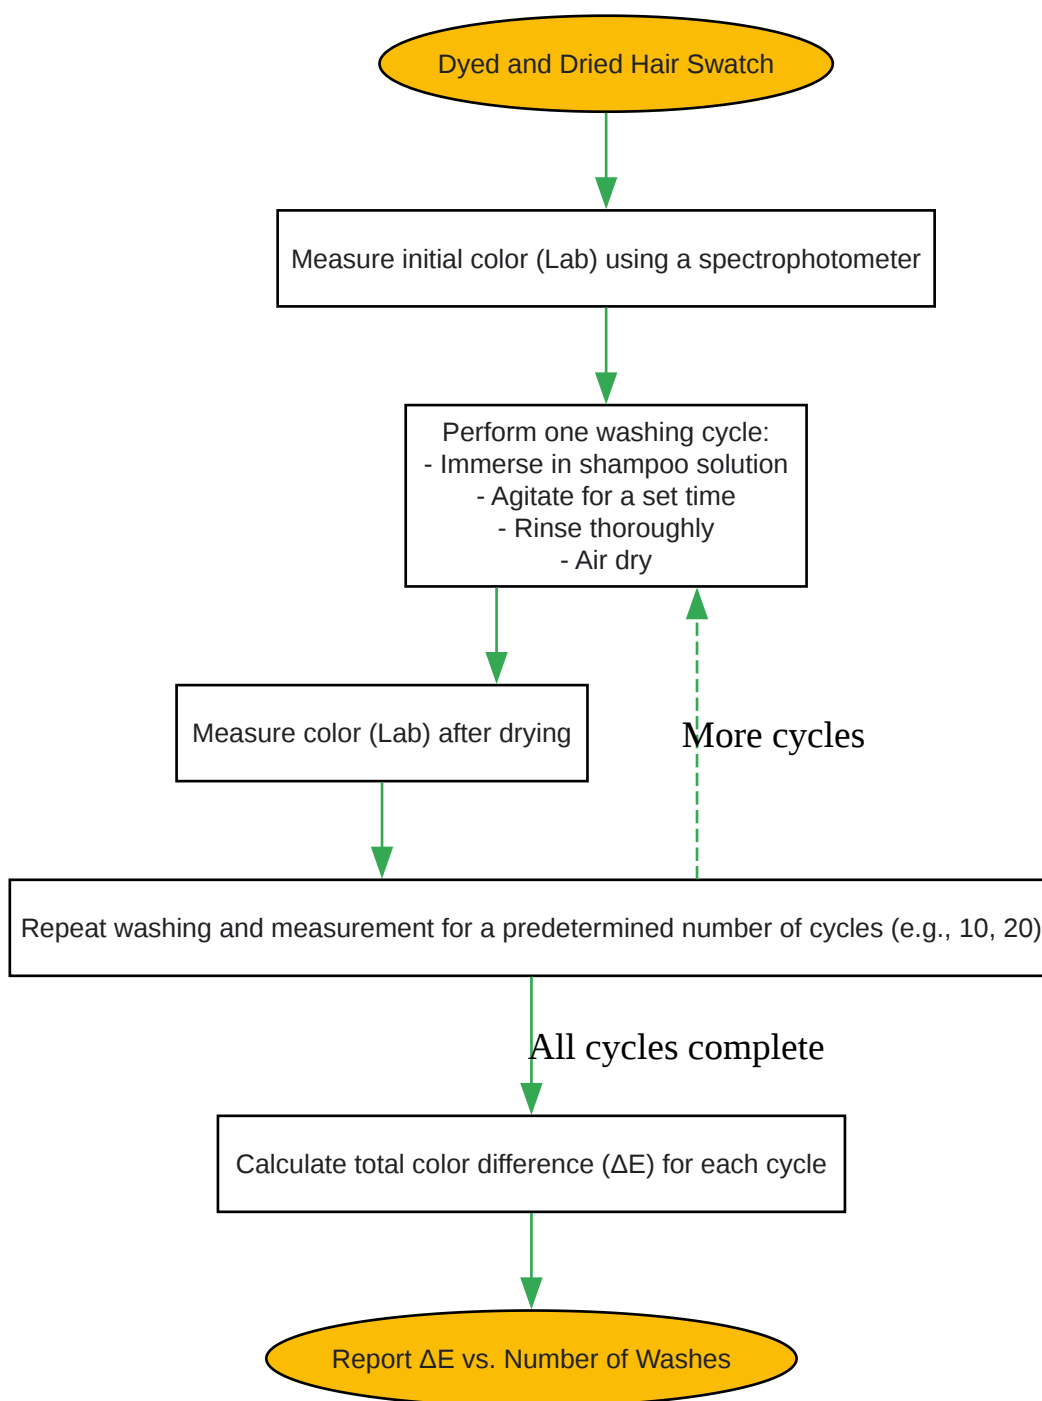 Dyed and Dried Hair Swatch
Measure initial color (Lab) using a spectrophotometer
Perform one washing cycle:
- Immerse in shampoo solution
- Agitate for a set time
- Rinse thoroughly
- Air dry
Measure color (Lab) after drying
More cycles
Repeat washing and measurement for a predetermined number of cycles (e.g., 10, 20)
All cycles complete
Calculate total color difference (ΔE) for each cycle
Report ΔE vs. Number of Washes